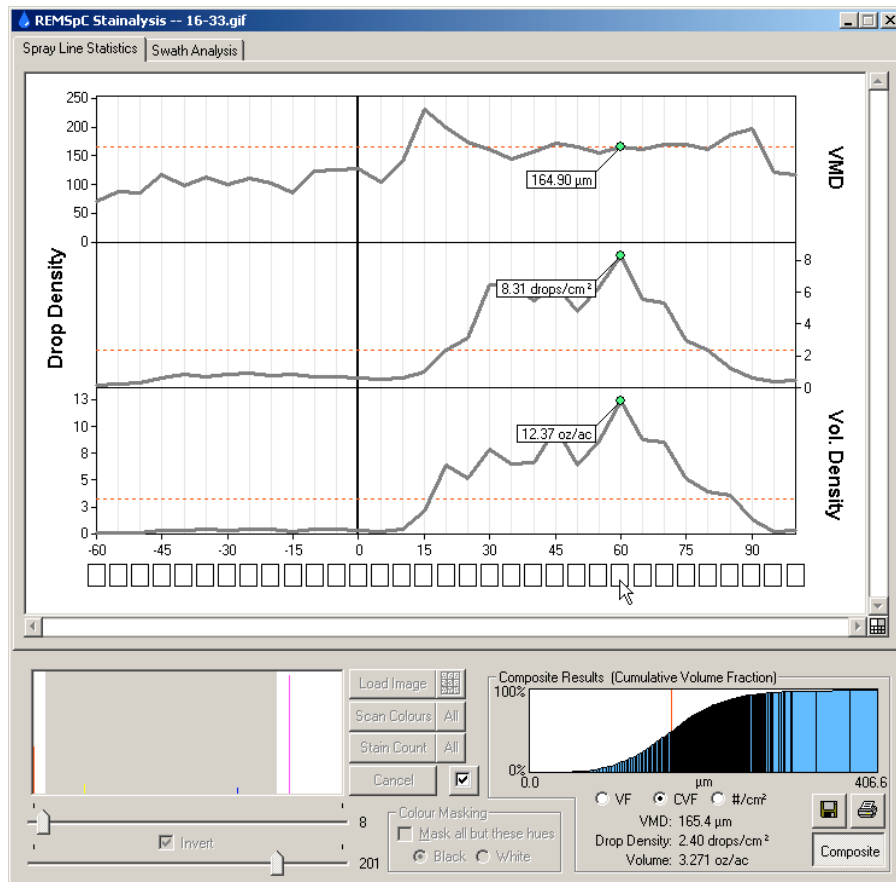 REMSpC Stainalysis -- 16-33.gif
Spray Line Statistics Swath Analysis
250
200
150
100
50
0
VMD
164.90 µm
Drop Density
8.31 drops/cm²
8
6
4
2
0
13
10
8
5
3
0
12.37 oz/ac
Vol. Density
-60 -45 -30 -15 0 15 30 45 60 75 90
Load Image
Scan Colours All
Stain Count All
Cancel
8
Invert
201
Colour Masking
Mask all but these hues
Black White
Composite Results (Cumulative Volume Fraction)
100%
0%
0.0 µm 406.6
VF CVF #/cm²
VMD: 165.4 µm
Drop Density: 2.40 drops/cm²
Volume: 3.271 oz/ac
Composite